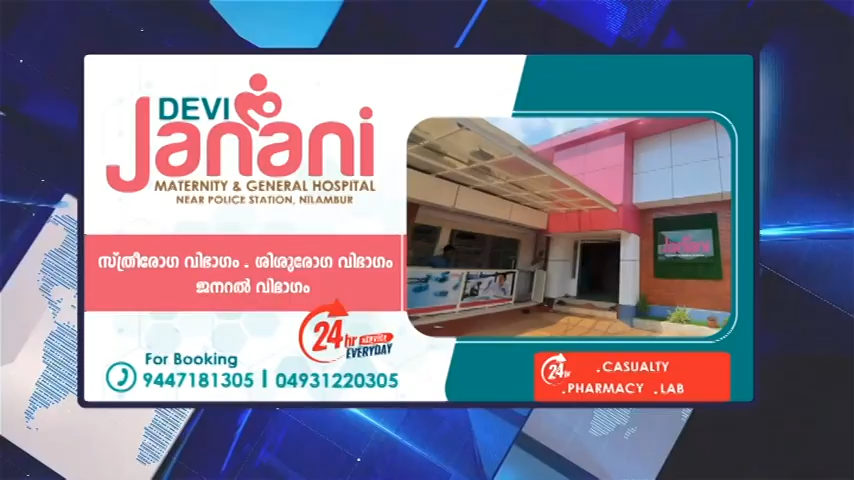 DEVI
Janani
MATERNITY & GENERAL HOSPITAL
NEAR POLICE STATION, NILAMBUR
സ്ത്രീരോഗ വിഭാഗം . ശിശുരോഗ വിഭാഗം
ജനറൽ വിഭാഗം
24hr SERVICE
EVERYDAY
For Booking
9447181305 | 04931220305
Janani
24hr
.CASUALTY
.PHARMACY .LAB